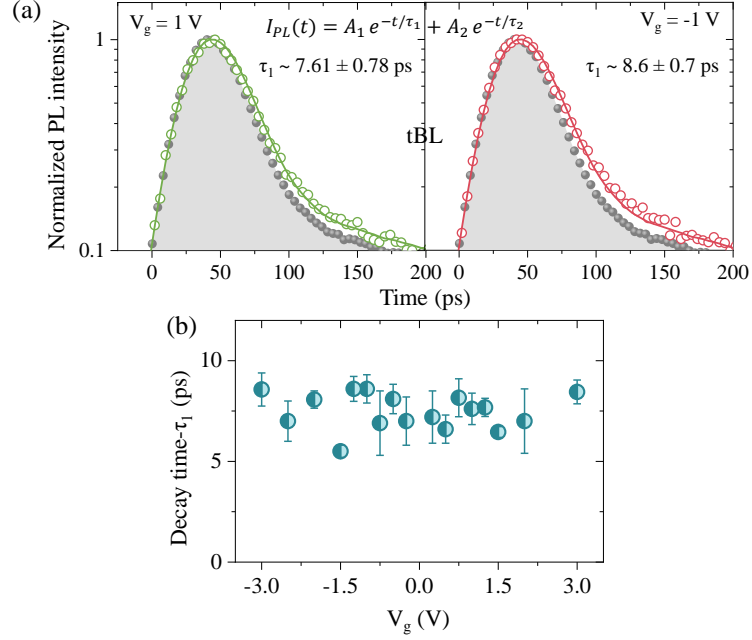 (a)
V_g = 1 V
I_{PL}(t) = A_1 e^{-t/τ_1} + A_2 e^{-t/τ_2}
V_g = -1 V
τ_1 ~ 7.61 ± 0.78 ps
τ_1 ~ 8.6 ± 0.7 ps
tBL
Normalized PL intensity
1
0.1
0 50 100 150 200 0 50 100 150 200
Time (ps)
(b)
Decay time-τ_1 (ps)
10
5
0
-3.0 -1.5 0.0 1.5 3.0
V_g (V)